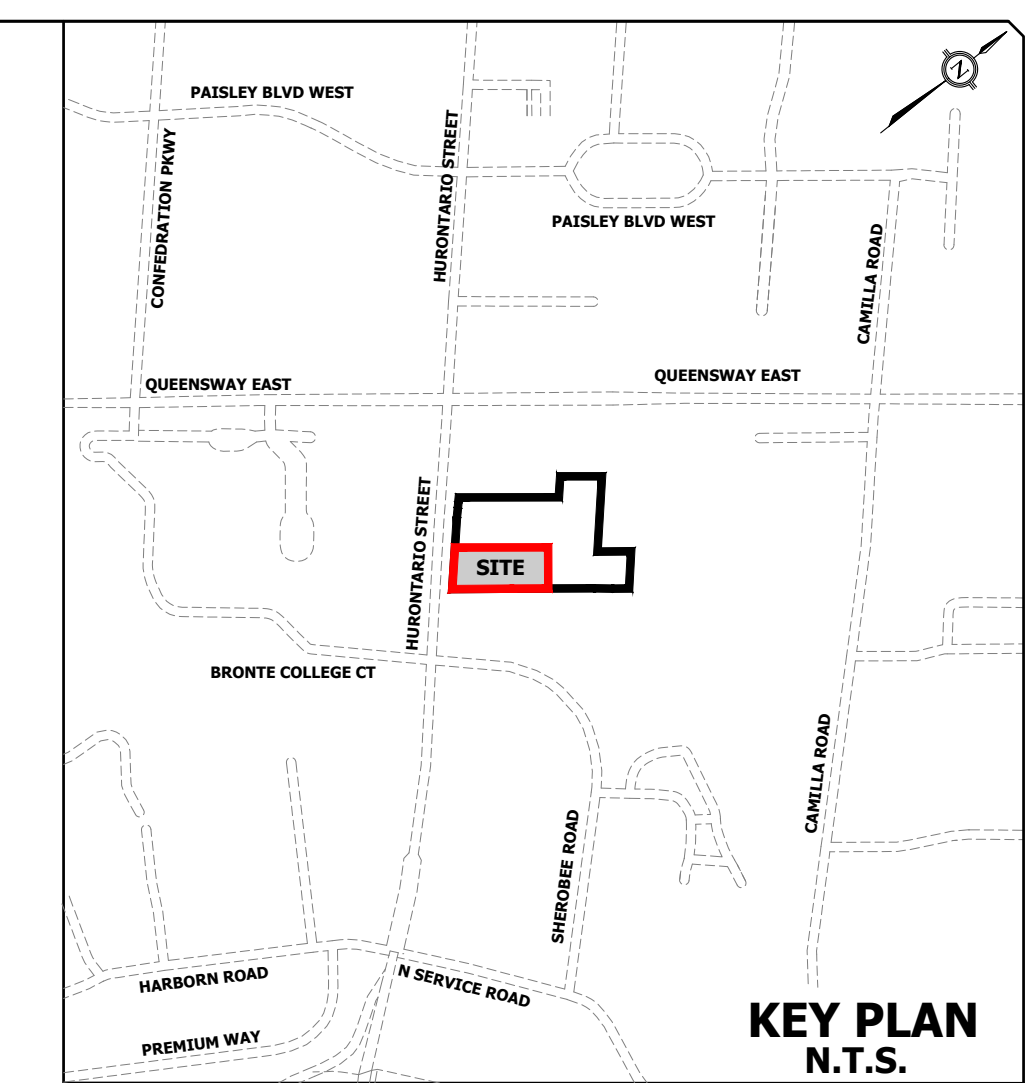 N
PAISLEY BLVD WEST
CONFEDRATION PKWY
HURONTARIO STREET
PAISLEY BLVD WEST
CAMILLA ROAD
QUEENSWAY EAST
QUEENSWAY EAST
HURONTARIO STREET
SITE
BRONTE COLLEGE CT
CAMILLA ROAD
SHEROBEE ROAD
HARBORN ROAD
N SERVICE ROAD
PREMIUM WAY
KEY PLAN
N.T.S.